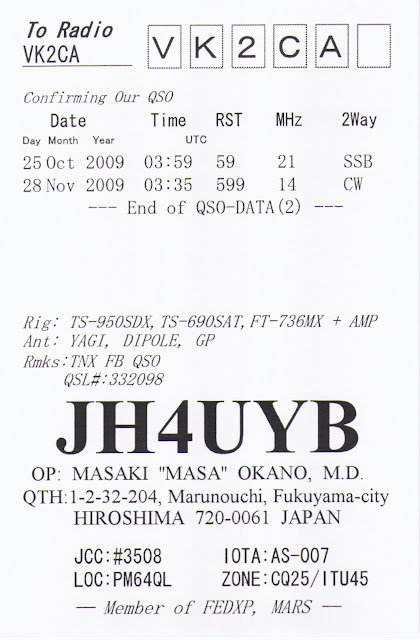 To Radio
VK2CA
V K 2 C A
Confirming Our QSO
Date Time RST MHz 2Way
Day Month Year UTC
25 Oct 2009 03:59 59 21 SSB
28 Nov 2009 03:35 599 14 CW
--- End of QSO-DATA(2) ---
Rig: TS-950SDX, TS-690SAT, FT-736MX + AMP
Ant: YAGI, DIPOLE, GP
Rmks:TNX FB QSO
QSL#:332098
JH4UYB
OP: MASAKI "MASA" OKANO, M.D.
QTH:1-2-32-204, Marunouchi, Fukuyama-city
HIROSHIMA 720-0061 JAPAN
JCC:#3508 IOTA:AS-007
LOC:PM64QL ZONE:CQ25/ITU45
— Member of FEDXP, MARS —